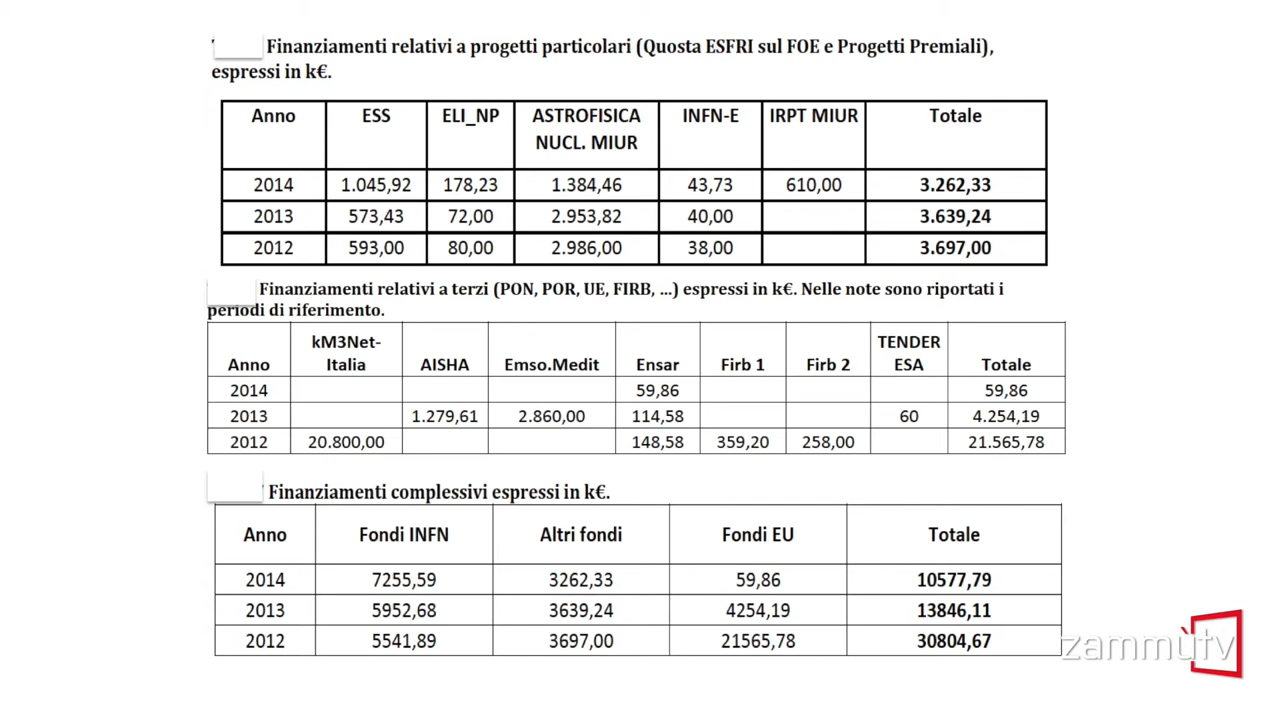 Finanziamenti relativi a progetti particolari (Quosta ESFRI sul FOE e Progetti Premiali),
espressi in k€.
Anno ESS ELI_NP ASTROFISICA NUCL. MIUR INFN-E IRPT MIUR Totale
2014 1.045,92 178,23 1.384,46 43,73 610,00 3.262,33
2013 573,43 72,00 2.953,82 40,00 3.639,24
2012 593,00 80,00 2.986,00 38,00 3.697,00
Finanziamenti relativi a terzi (PON, POR, UE, FIRB, ...) espressi in k€. Nelle note sono riportati i
periodi di riferimento.
Anno kM3Net-Italia AISHA Emso.Medit Ensar Firb 1 Firb 2 TENDER ESA Totale
2014 59,86 59,86
2013 1.279,61 2.860,00 114,58 60 4.254,19
2012 20.800,00 148,58 359,20 258,00 21.565,78
Finanziamenti complessivi espressi in k€.
Anno Fondi INFN Altri fondi Fondi EU Totale
2014 7255,59 3262,33 59,86 10577,79
2013 5952,68 3639,24 4254,19 13846,11
2012 5541,89 3697,00 21565,78 30804,67
zammùtv